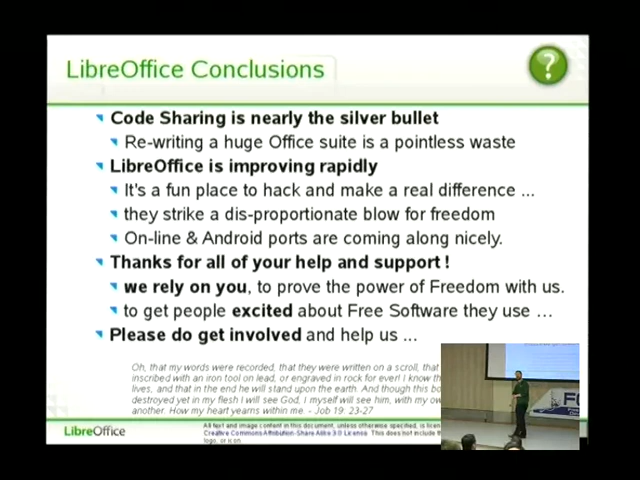 LibreOffice Conclusions
?
Code Sharing is nearly the silver bullet
Re-writing a huge Office suite is a pointless waste
LibreOffice is improving rapidly
It's a fun place to hack and make a real difference ...
they strike a dis-proportionate blow for freedom
On-line & Android ports are coming along nicely.
Thanks for all of your help and support !
we rely on you, to prove the power of Freedom with us.
to get people excited about Free Software they use …
Please do get involved and help us ...
Oh, that my words were recorded, that they were written on a scroll, that
inscribed with an iron tool on lead, or engraved in rock for ever! I know
lives, and that in the end he will stand upon the earth. And though this
destroyed yet in my flesh I will see God, I myself will see him, with my
another. How my heart yearns within me. - Job 19: 23-27
LibreOffice
All text and image content in this document, unless otherwise specified, is
Creative Commons Attribution-Share Alike 3.0 License. This does not include
logo, or icon.